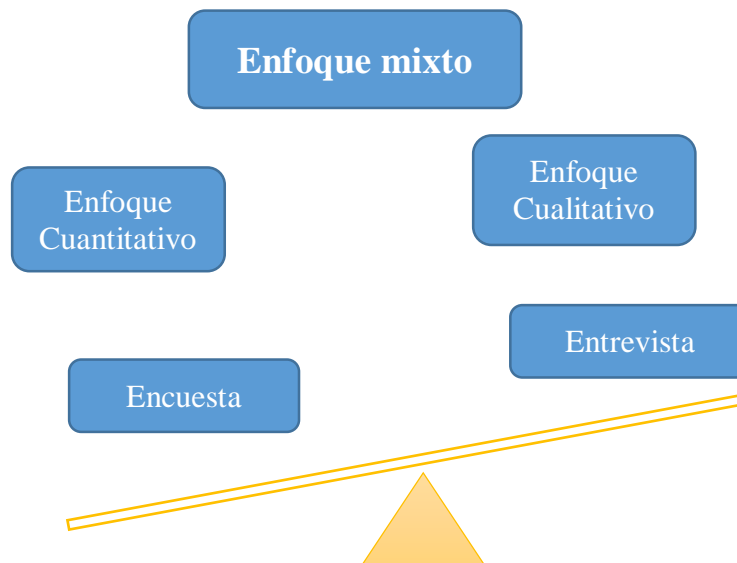 Enfoque mixto
Enfoque
Cuantitativo
Enfoque
Cualitativo
Encuesta
Entrevista